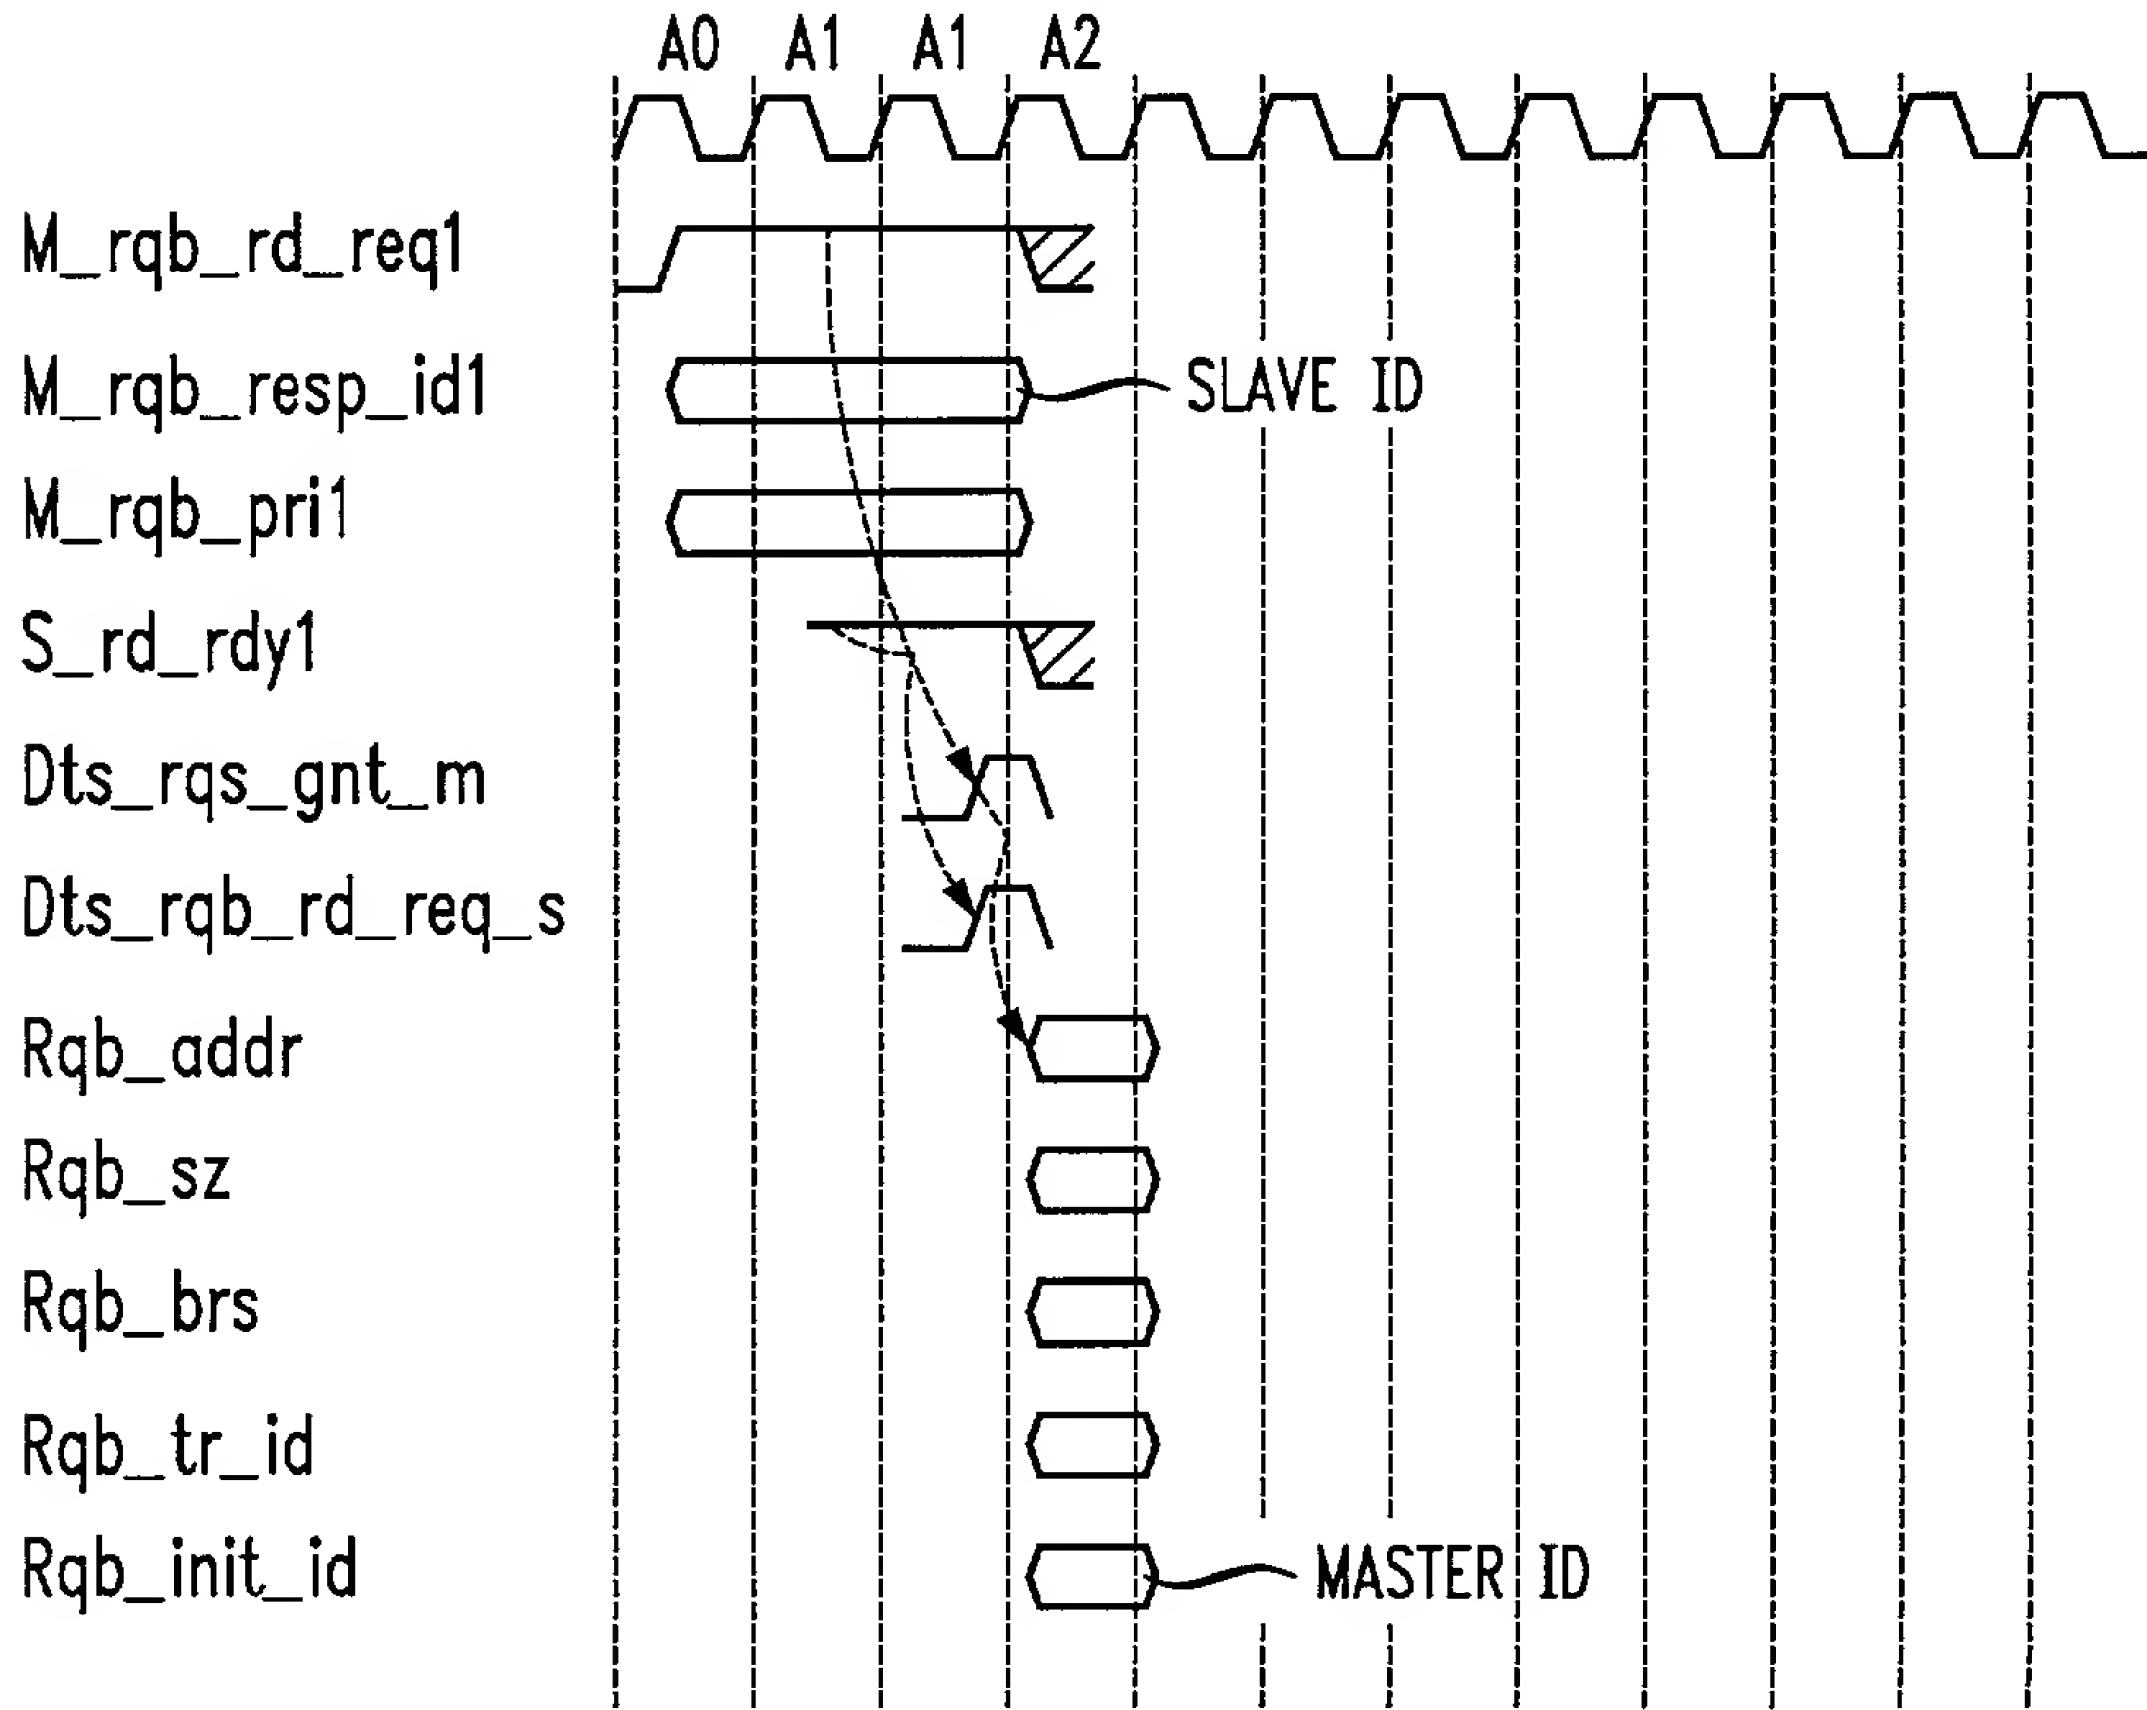 A0 A1 A1 A2
M_rqb_rd_req1
M_rqb_resp_id1
SLAVE ID
M_rqb_pri1
S_rd_rdy1
Dts_rqs_gnt_m
Dts_rqb_rd_req_s
Rqb_addr
Rqb_sz
Rqb_brs
Rqb_tr_id
Rqb_init_id
MASTER ID